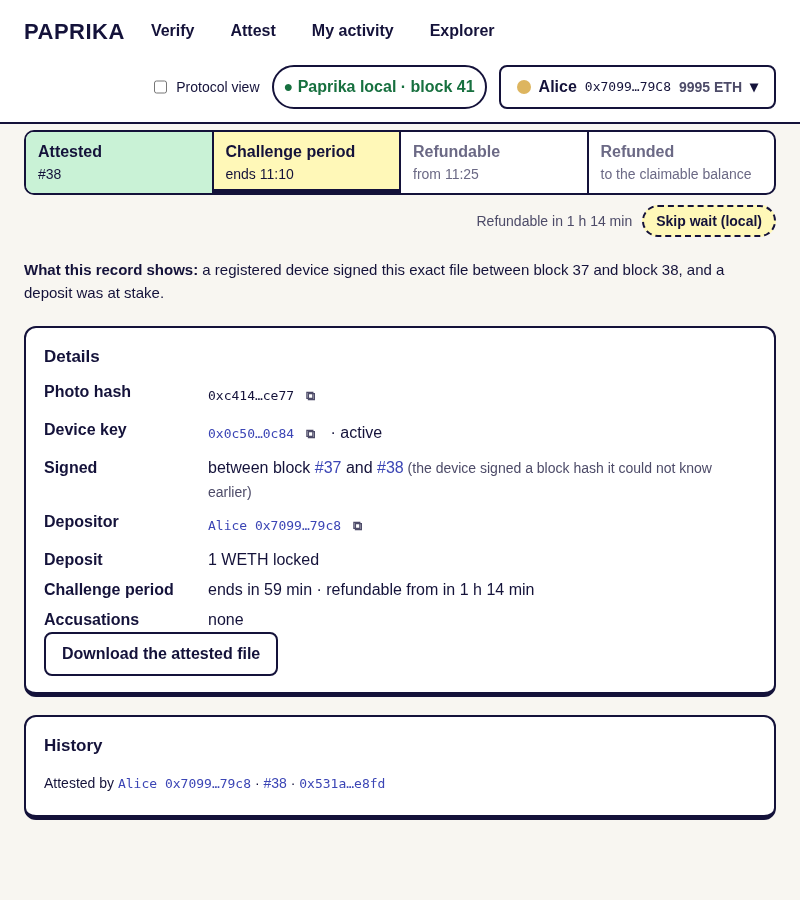 PAPRIKA Verify Attest My activity Explorer
Protocol view ● Paprika local · block 41 Alice 0x7099…79C8 9995 ETH ▼
Attested Challenge period Refundable Refunded
#38 ends 11:10 from 11:25 to the claimable balance
Refundable in 1 h 14 min Skip wait (local)
What this record shows: a registered device signed this exact file between block 37 and block 38, and a
deposit was at stake.
Details
Photo hash 0xc414…ce77 ⧉
Device key 0x0c50…0c84 ⧉ · active
Signed between block #37 and #38 (the device signed a block hash it could not know
earlier)
Depositor Alice 0x7099…79c8 ⧉
Deposit 1 WETH locked
Challenge period ends in 59 min · refundable from in 1 h 14 min
Accusations none
Download the attested file
History
Attested by Alice 0x7099…79c8 · #38 · 0x531a…e8fd